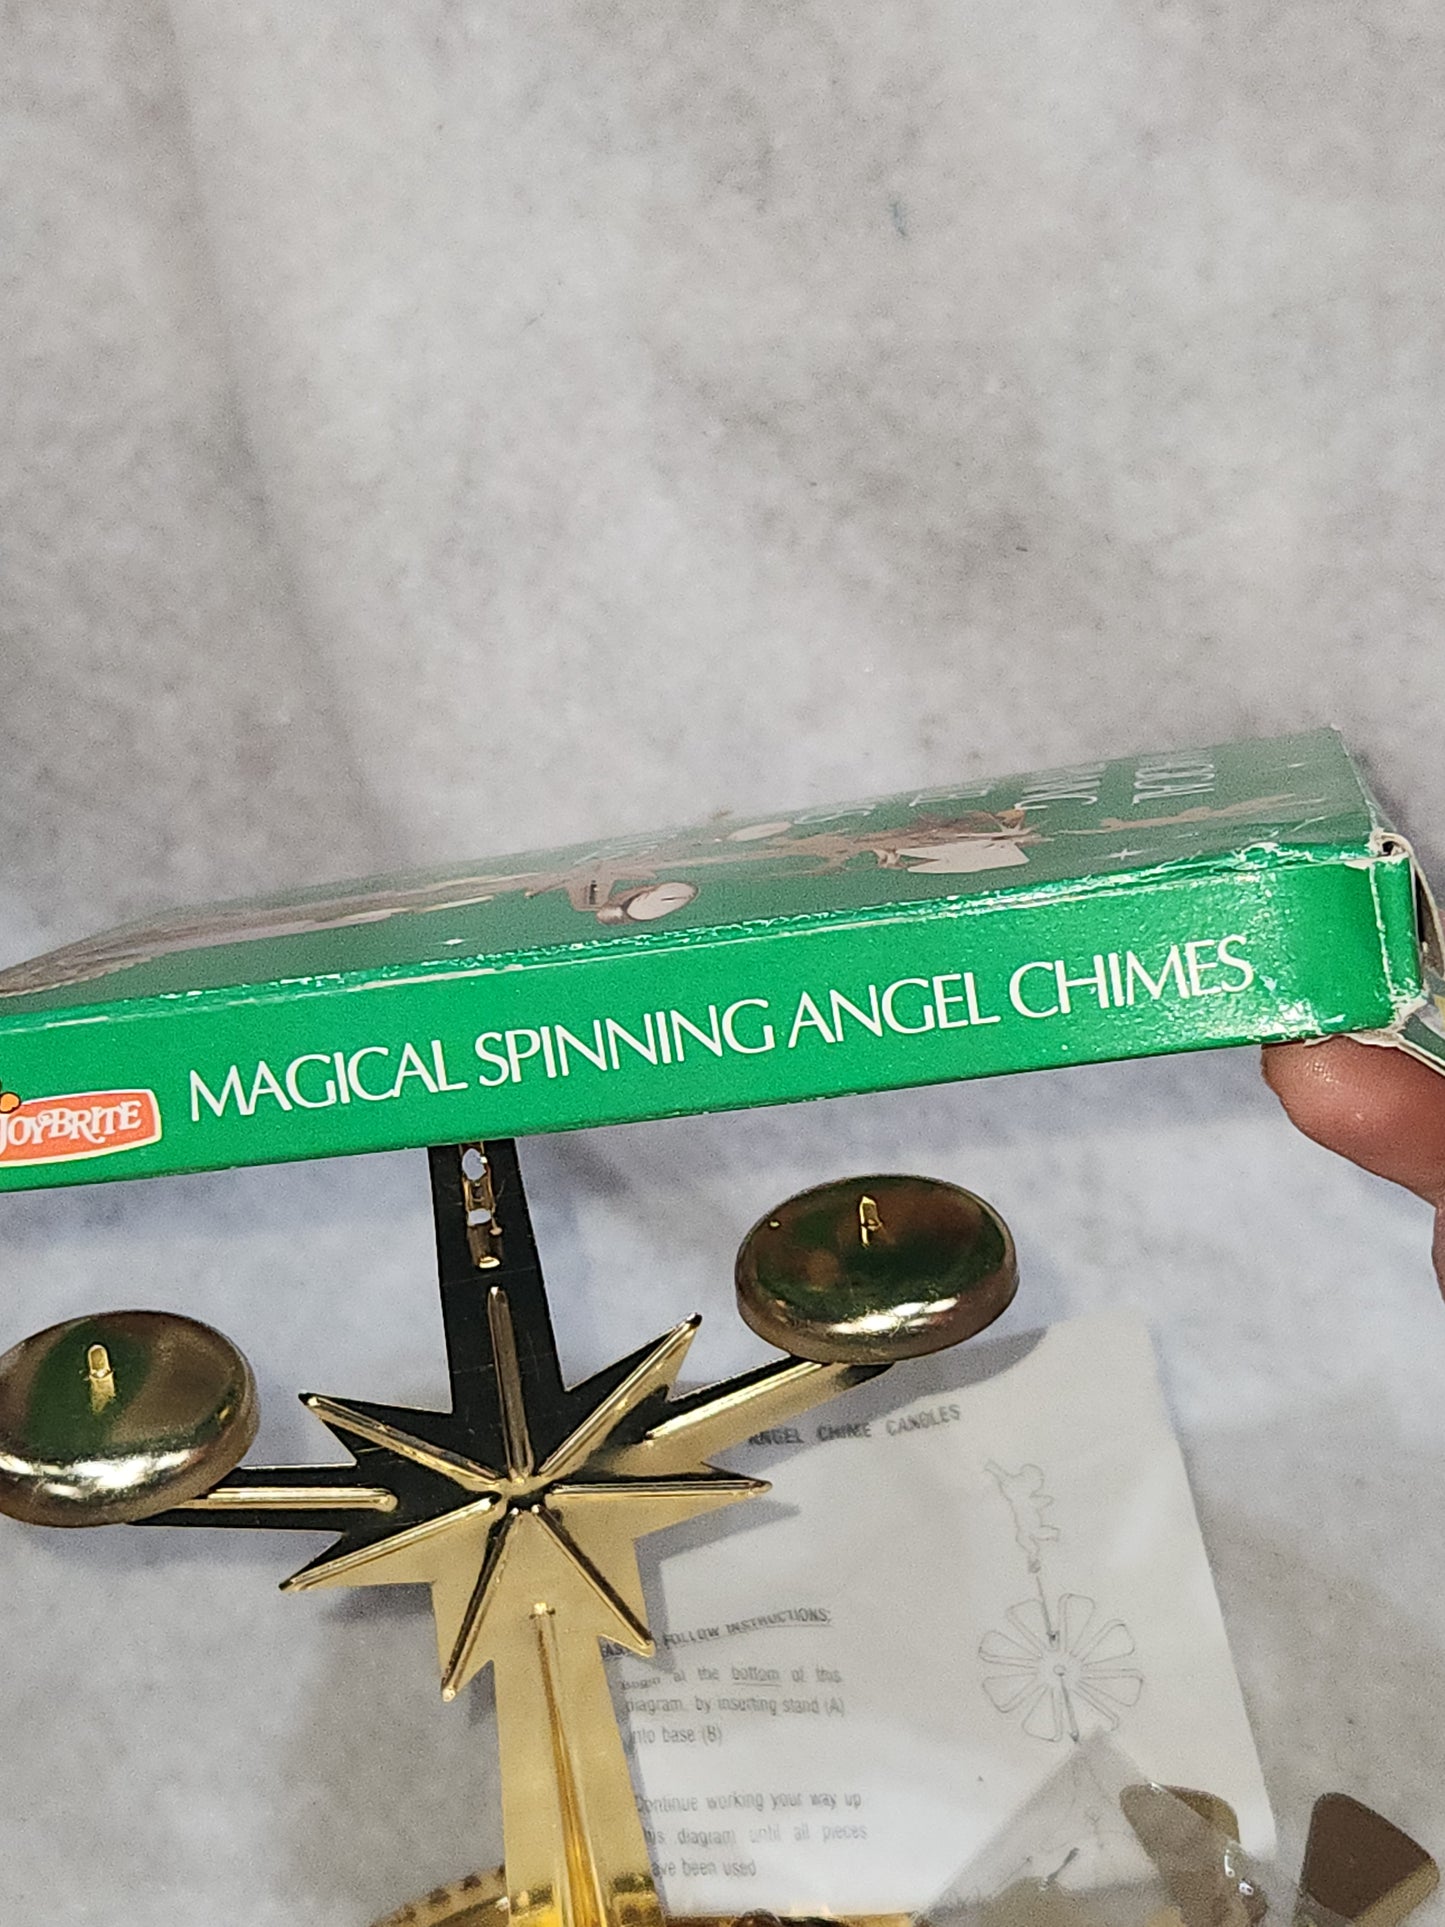 JOYBRITE MAGICAL SPINNING ANGEL CHIMES
ANGEL CHIME CANDLES
FOLLOW INSTRUCTIONS:
at the bottom of this
diagram, by inserting stand (A)
into base (B)
Continue working your way up
this diagram until all pieces
have been used